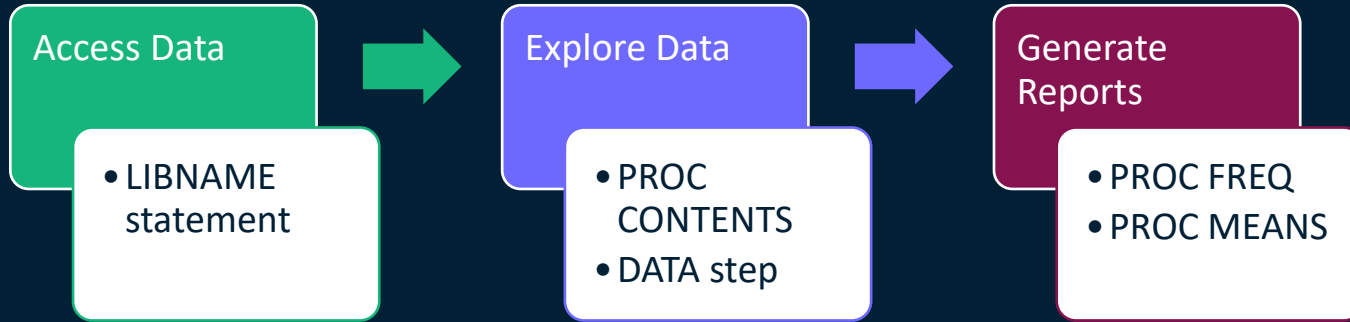 Access Data
• LIBNAME
statement
Explore Data
• PROC
CONTENTS
• DATA step
Generate
Reports
• PROC FREQ
• PROC MEANS